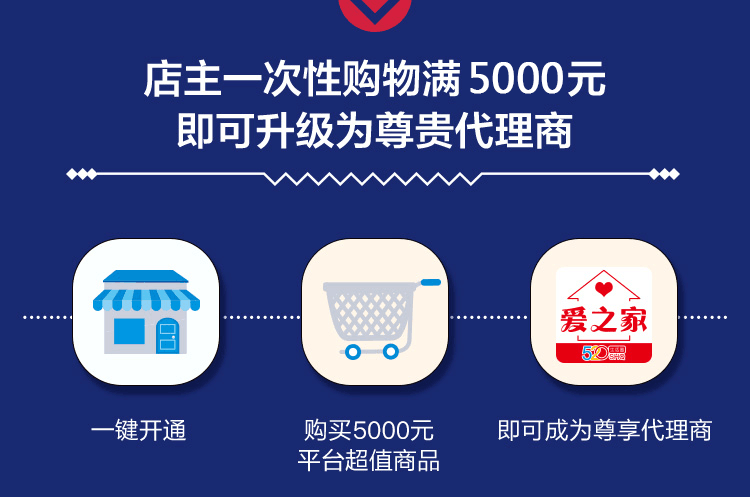 店主一次性购物满5000元
即可升级为尊贵代理商
爱之家
520
一键开通
购买5000元
平台超值商品
即可成为尊享代理商